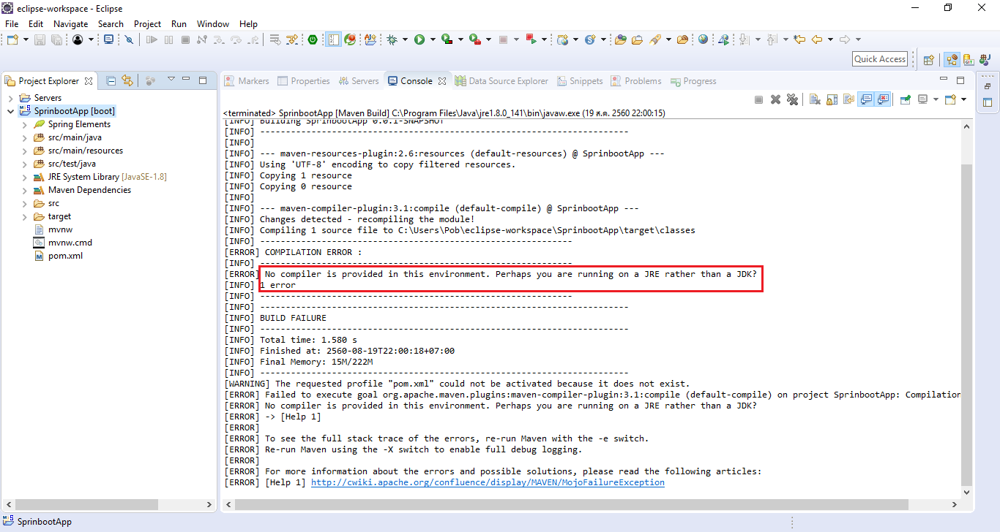 eclipse-workspace - Eclipse
File Edit Navigate Search Project Run Window Help
Quick Access
Project Explorer
Servers
SprinbootApp [boot]
Spring Elements
src/main/java
src/main/resources
src/test/java
JRE System Library [JavaSE-1.8]
Maven Dependencies
src
target
mvnw
mvnw.cmd
pom.xml
Markers Properties Servers Console Data Source Explorer Snippets Problems Progress
<terminated> SprinbootApp [Maven Build] C:\Program Files\Java\jre1.8.0_141\bin\javaw.exe (19 ส.ค. 2560 22:00:15)
[INFO] Building SprinbootApp 0.0.1-SNAPSHOT
[INFO] ------------------------------------------------------------------------
[INFO]
[INFO] --- maven-resources-plugin:2.6:resources (default-resources) @ SprinbootApp ---
[INFO] Using 'UTF-8' encoding to copy filtered resources.
[INFO] Copying 1 resource
[INFO] Copying 0 resource
[INFO]
[INFO] --- maven-compiler-plugin:3.1:compile (default-compile) @ SprinbootApp ---
[INFO] Changes detected - recompiling the module!
[INFO] Compiling 1 source file to C:\Users\Pob\eclipse-workspace\SprinbootApp\target\classes
[INFO] -------------------------------------------------------------
[ERROR] COMPILATION ERROR :
[INFO] -------------------------------------------------------------
[ERROR] No compiler is provided in this environment. Perhaps you are running on a JRE rather than a JDK?
[INFO] 1 error
[INFO] -------------------------------------------------------------
[INFO] ------------------------------------------------------------------------
[INFO] BUILD FAILURE
[INFO] ------------------------------------------------------------------------
[INFO] Total time: 1.580 s
[INFO] Finished at: 2560-08-19T22:00:18+07:00
[INFO] Final Memory: 15M/222M
[INFO] ------------------------------------------------------------------------
[WARNING] The requested profile "pom.xml" could not be activated because it does not exist.
[ERROR] Failed to execute goal org.apache.maven.plugins:maven-compiler-plugin:3.1:compile (default-compile) on project SprinbootApp: Compilation
[ERROR] No compiler is provided in this environment. Perhaps you are running on a JRE rather than a JDK?
[ERROR] -> [Help 1]
[ERROR]
[ERROR] To see the full stack trace of the errors, re-run Maven with the -e switch.
[ERROR] Re-run Maven using the -X switch to enable full debug logging.
[ERROR]
[ERROR] For more information about the errors and possible solutions, please read the following articles:
[ERROR] [Help 1] http://cwiki.apache.org/confluence/display/MAVEN/MojoFailureException
SprinbootApp